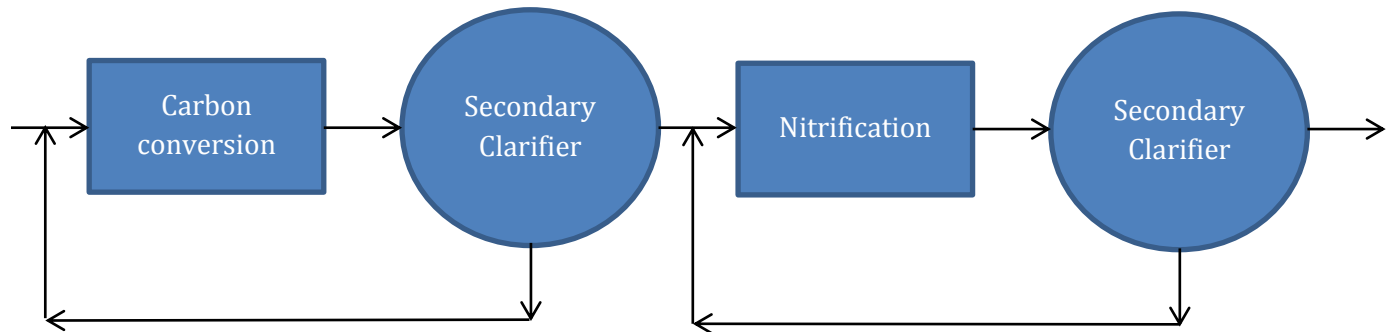 Carbon
conversion
Secondary
Clarifier
Nitrification
Secondary
Clarifier